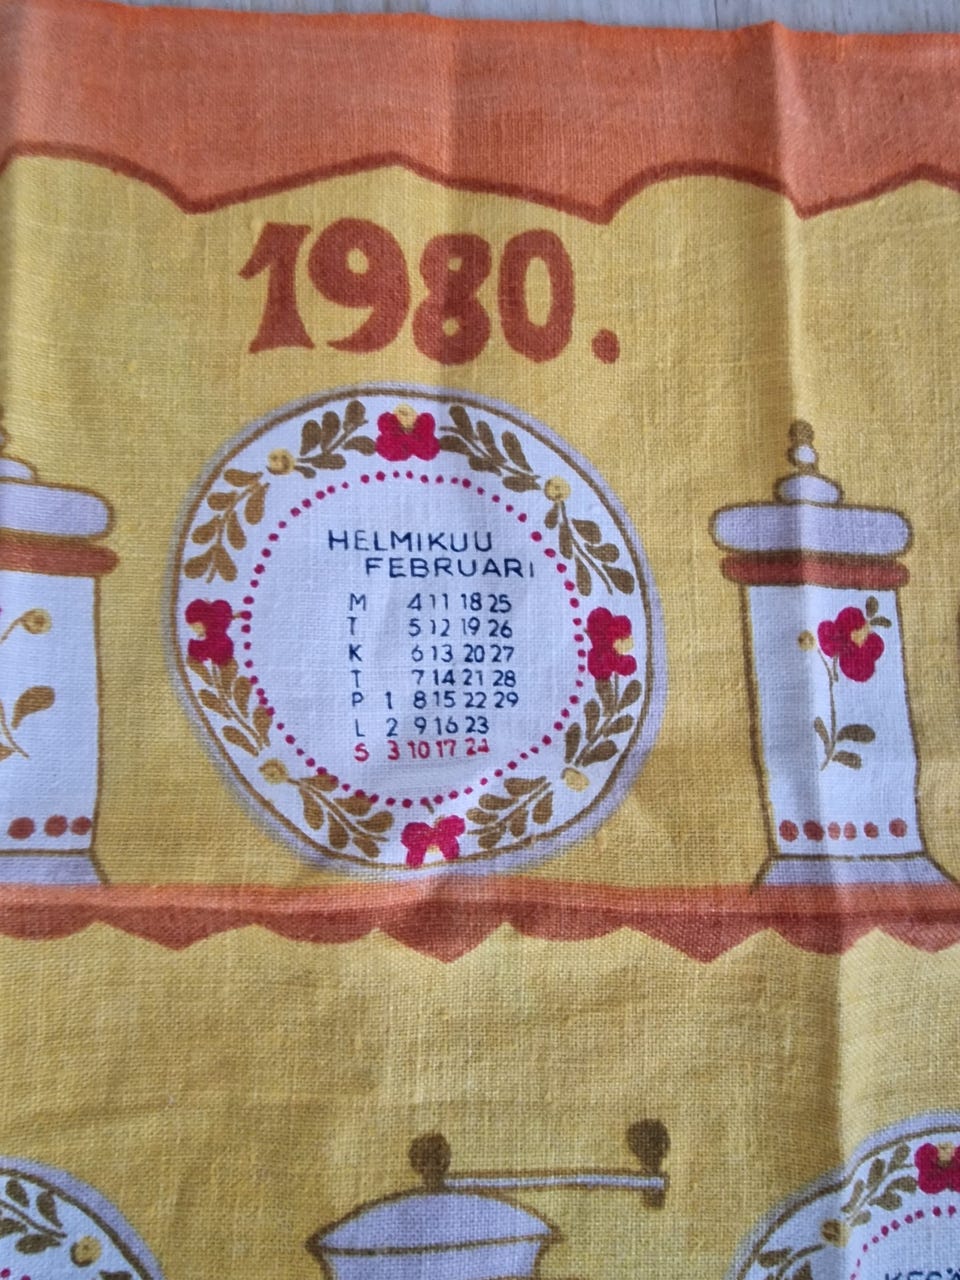 1980.
HELMIKUU
FEBRUARI
M 4 11 18 25
T 5 12 19 26
K 6 13 20 27
T 7 14 21 28
P 1 8 15 22 29
L 2 9 16 23
S 3 10 17 24